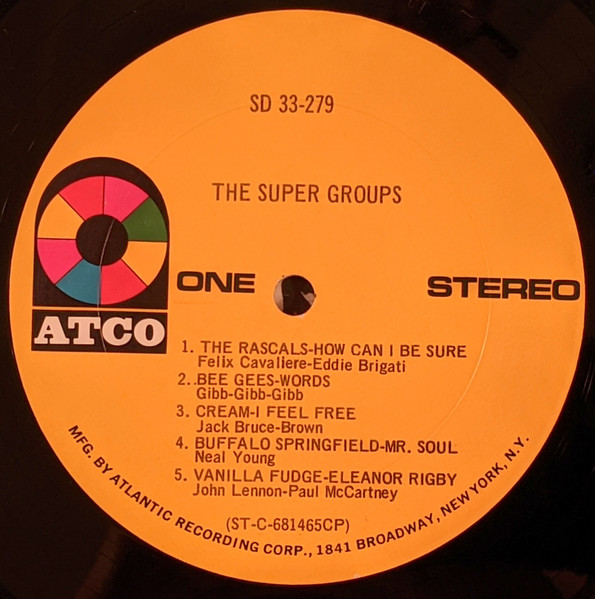 SD 33-279
THE SUPER GROUPS
ONE
STEREO
ATCO
1. THE RASCALS-HOW CAN I BE SURE
Felix Cavaliere-Eddie Brigati
2. BEE GEES-WORDS
Gibb-Gibb-Gibb
3. CREAM-I FEEL FREE
Jack Bruce-Brown
4. BUFFALO SPRINGFIELD-MR. SOUL
Neal Young
5. VANILLA FUDGE-ELEANOR RIGBY
John Lennon-Paul McCartney
(ST-C-681465CP)
MFG. BY ATLANTIC RECORDING CORP., 1841 BROADWAY, NEW YORK, N.Y.